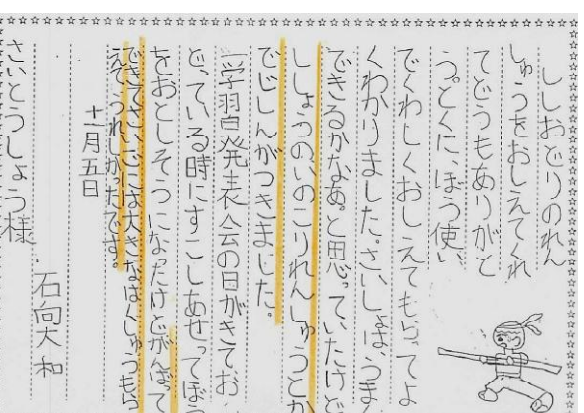 ししおどりのれん
しゅうをおしえてくれ
てどうもありがと
う。とくに、ぼう使い
でくわしくおしえてもらってよ
くわかりました。さいしょは、うま
できるかなあ。と思っていたけど
ししょうのいのこりれんしゅうとか
でじしんがつきました。
学習発表会の日がきてお
どっている時にすこしあせってぼう
をおとしそうになったけどがんばって
できてさいごには大きなはくしゅうもら
えてうれしかったです。
十一月五日
石向大和
さいとうししょう様